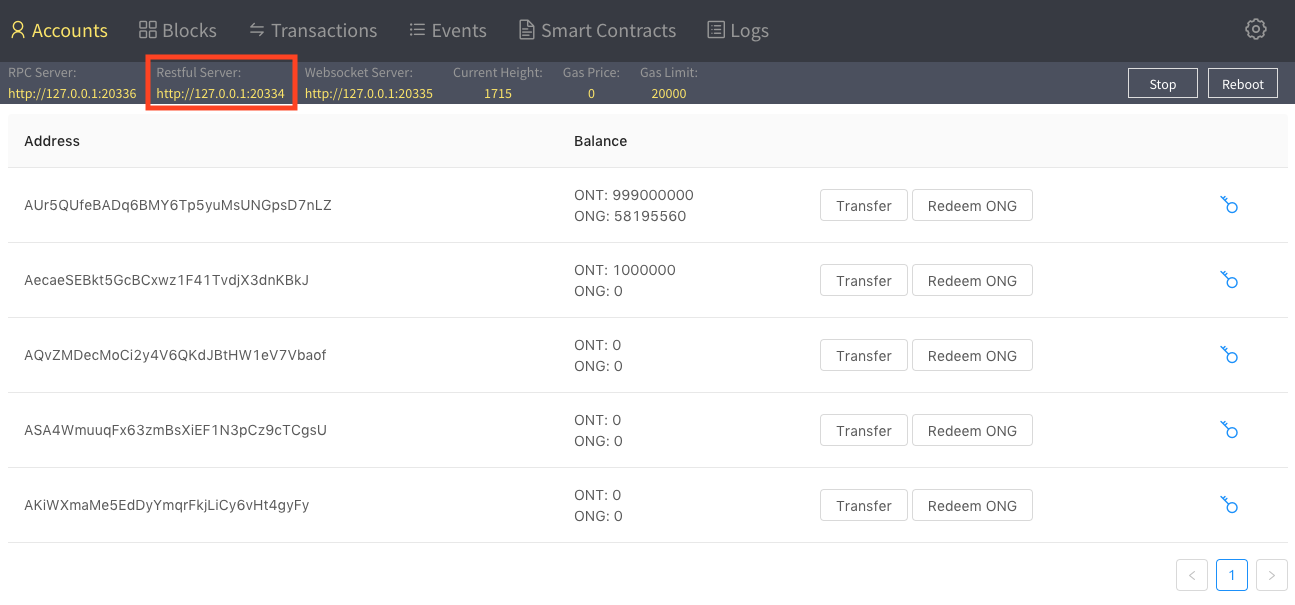 Accounts Blocks Transactions Events Smart Contracts Logs
RPC Server: Restful Server: Websocket Server: Current Height: Gas Price: Gas Limit:
http://127.0.0.1:20336 http://127.0.0.1:20334 http://127.0.0.1:20335 1715 0 20000 Stop Reboot
Address Balance
AUr5QUfeBADq6BMY6Tp5yuMsUNGpsD7nLZ ONT: 999000000
ONG: 58195560
Transfer Redeem ONG
AecaeSEBkt5GcBCxwz1F41TvdjX3dnKBkJ ONT: 1000000
ONG: 0
Transfer Redeem ONG
AQvZMDecMoCi2y4V6QKdJBtHW1eV7Vbaof ONT: 0
ONG: 0
Transfer Redeem ONG
ASA4WmuuqFx63zmBsXiEF1N3pCz9cTCgsU ONT: 0
ONG: 0
Transfer Redeem ONG
AKiWXmaMe5EdDyYmqrFkjLiCy6vHt4gyFy ONT: 0
ONG: 0
Transfer Redeem ONG
< 1 >